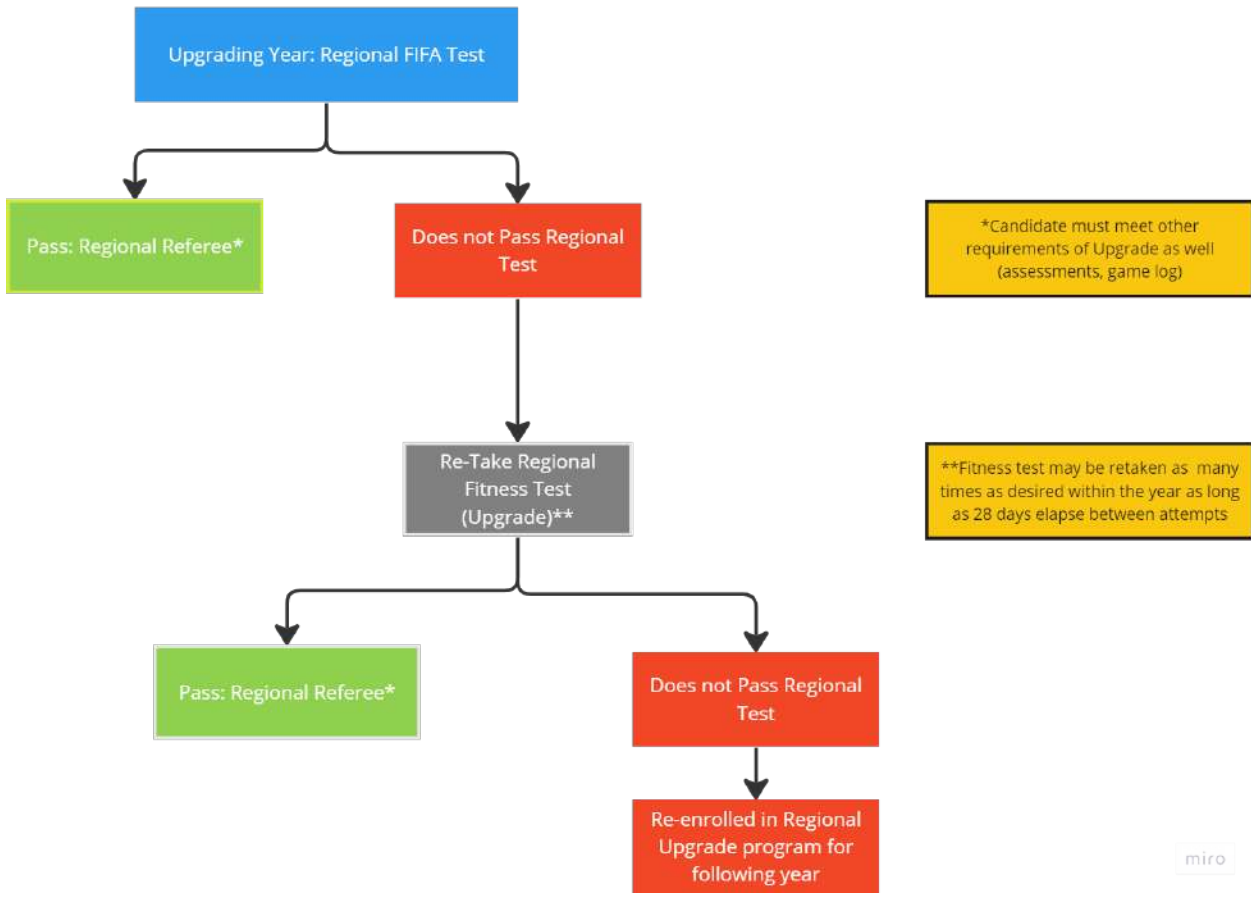 Upgrading Year: Regional FIFA Test
Pass: Regional Referee*
Does not Pass Regional
Test
*Candidate must meet other
requirements of Upgrade as well
(assessments, game log)
Re-Take Regional
Fitness Test
(Upgrade)**
**Fitness test may be retaken as many
times as desired within the year as long
as 28 days elapse between attempts
Pass: Regional Referee*
Does not Pass Regional
Test
Re-enrolled in Regional
Upgrade program for
following year
miro